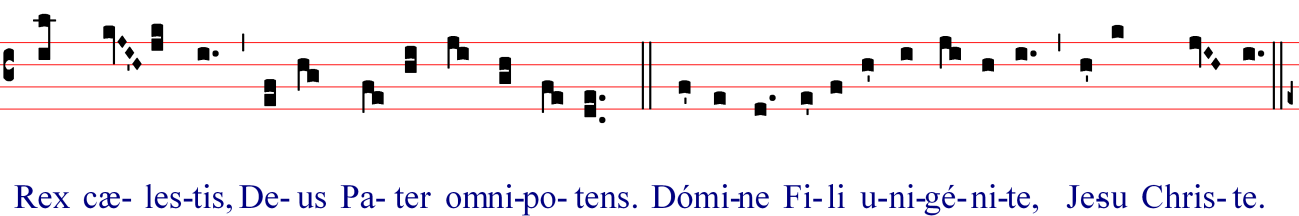 Rex cæ- les-tis, De- us Pa- ter omni-po- tens. Dómi-ne Fi-li u-ni-gé-ni-te, Jesu Chris-te.